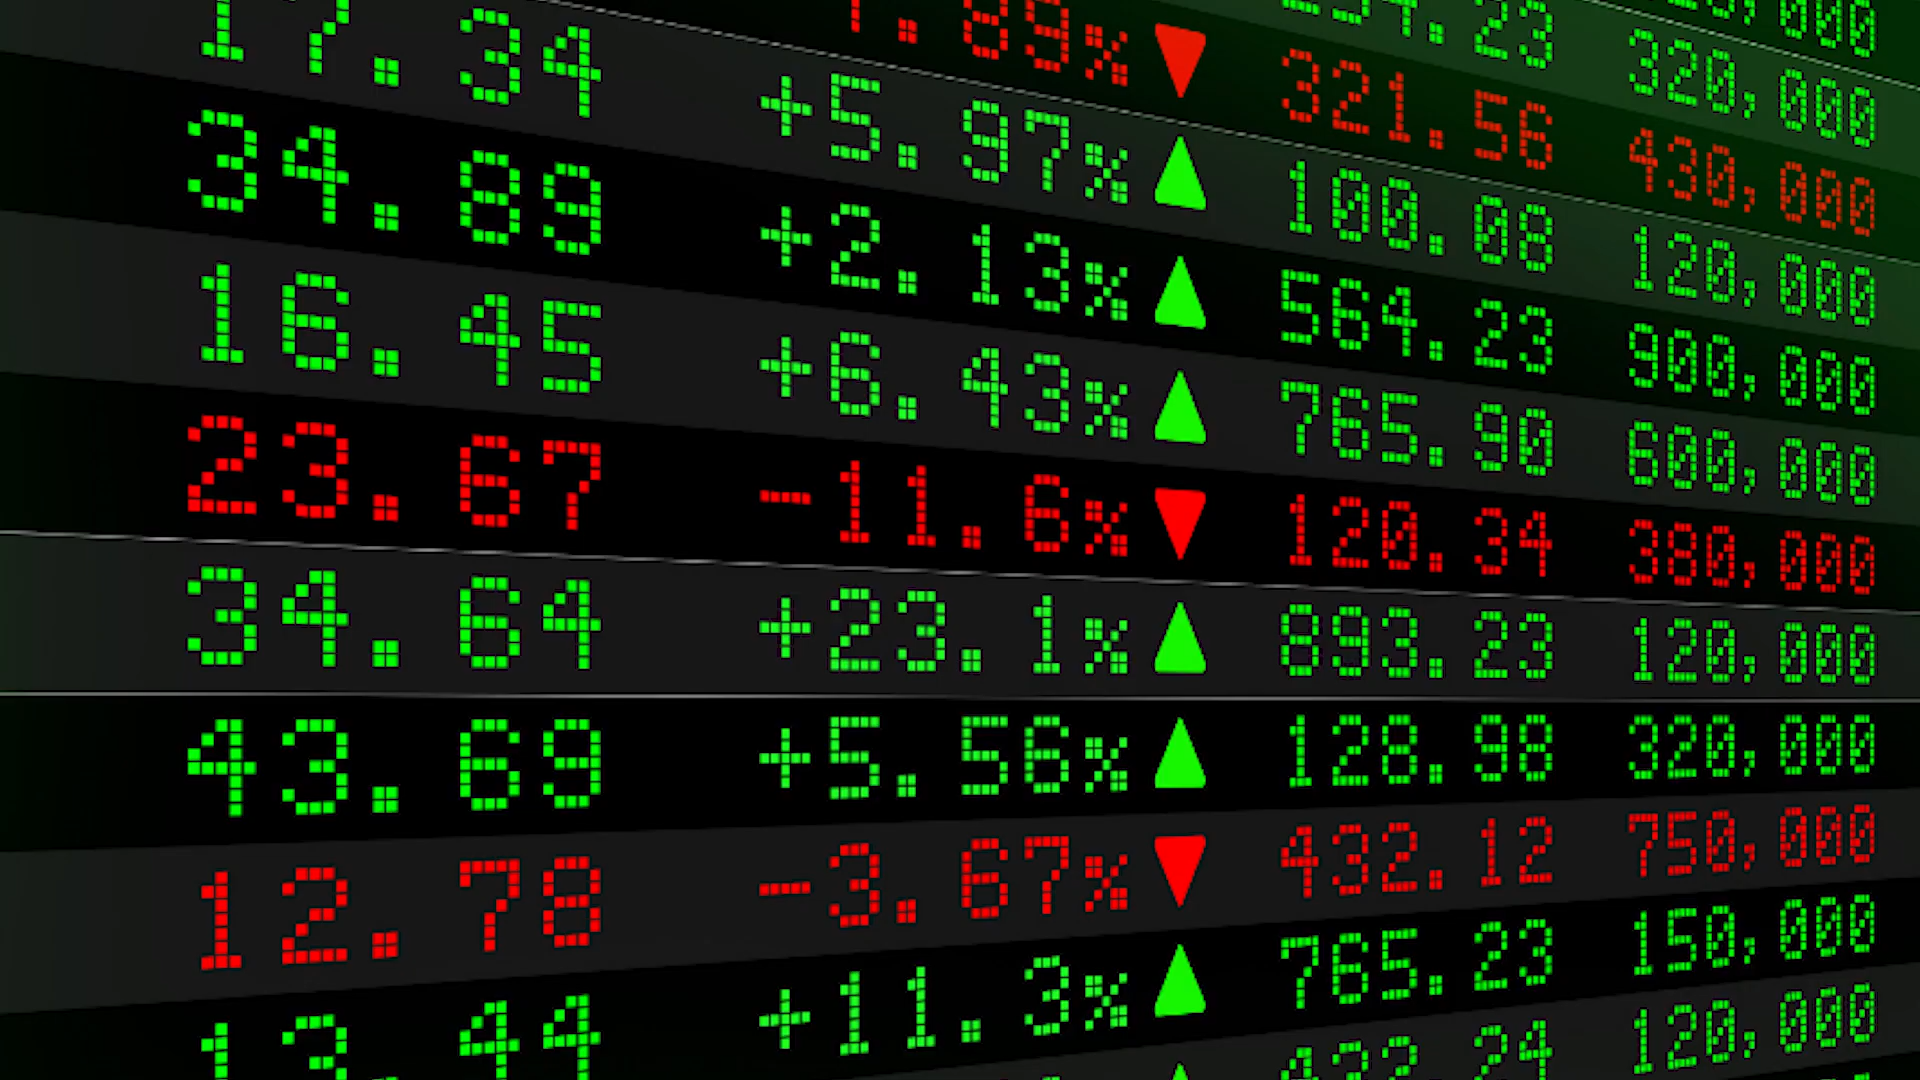 320,000
89% ▼ 321.56 430,000
17.34 +5.97% ▲ 100.08 120,000
34.89 +2.13% ▲ 564.23 900,000
16.45 +6.43% ▲ 765.90 600,000
23.67 -11.6% ▼ 120.34 380,000
34.64 +23.1% ▲ 893.23 120,000
43.69 +5.56% ▲ 128.98 320,000
12.78 -3.67% ▼ 432.12 750,000
13.44 +11.3% ▲ 765.23 150,000
120,000